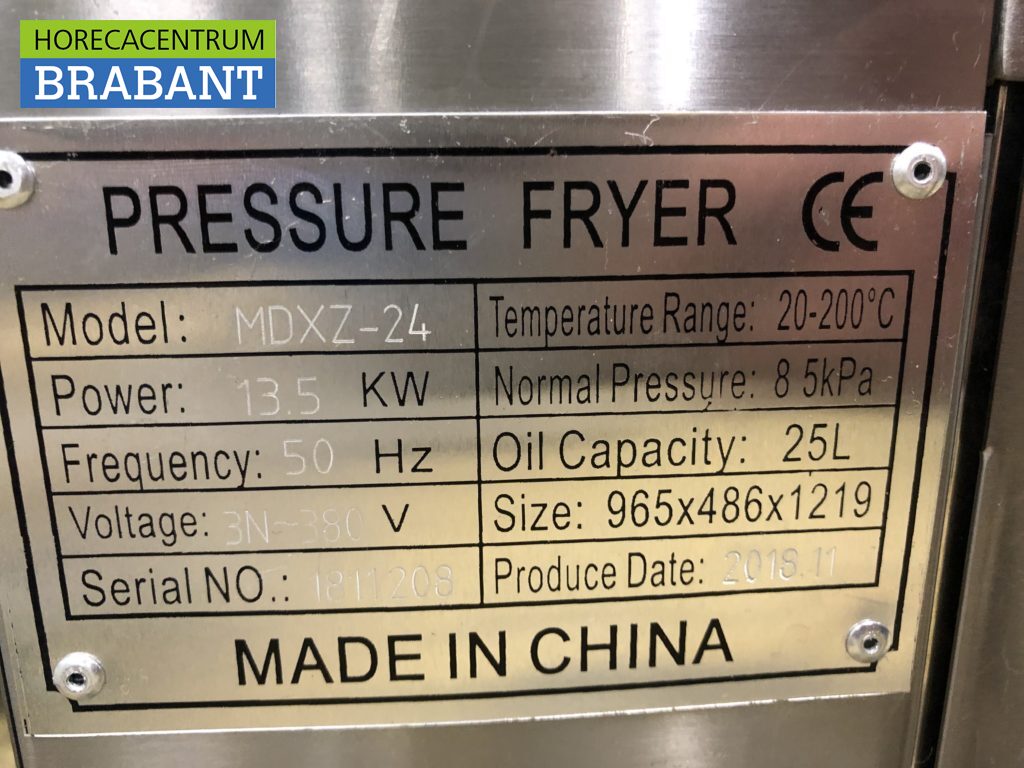 HORECACENTRUM
BRABANT
PRESSURE FRYER CE
Model: MDXZ-24
Temperature Range: 20-200°C
Power: 13.5 KW
Normal Pressure: 8 5kPa
Frequency: 50 Hz
Oil Capacity: 25L
Voltage: 3N~380 V
Size: 965x486x1219
Serial NO.: 1811208
Produce Date: 2018.11
MADE IN CHINA